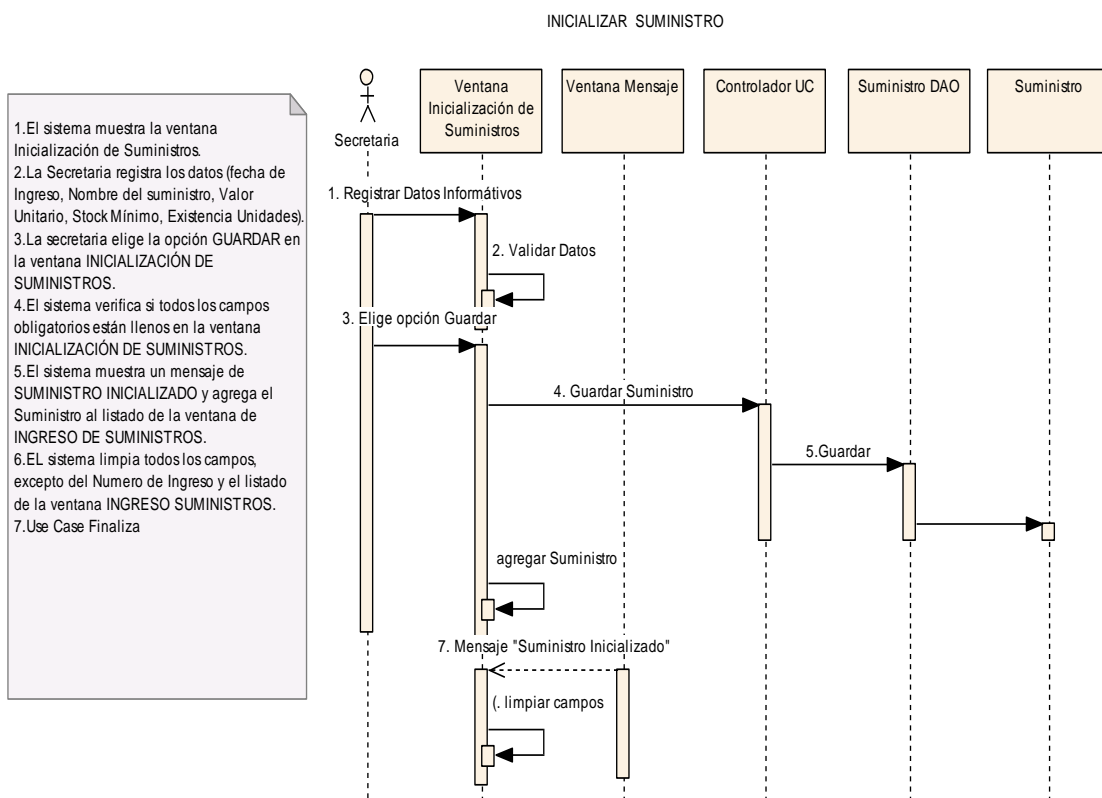 INICIALIZAR SUMINISTRO
1.El sistema muestra la ventana
Inicialización de Suministros.
2.La Secretaria registra los datos (fecha de
Ingreso, Nombre del suministro, Valor
Unitario, Stock Mínimo, Existencia Unidades).
3.La secretaria elige la opción GUARDAR en
la ventana INICIALIZACIÓN DE
SUMINISTROS.
4.El sistema verifica si todos los campos
obligatorios están llenos en la ventana
INICIALIZACIÓN DE SUMINISTROS.
5.El sistema muestra un mensaje de
SUMINISTRO INICIALIZADO y agrega el
Suministro al listado de la ventana de
INGRESO DE SUMINISTROS.
6.EL sistema limpia todos los campos,
excepto del Numero de Ingreso y el listado
de la ventana INGRESO SUMINISTROS.
7.Use Case Finaliza
Secretaria
Ventana
Inicialización de
Suministros
Ventana Mensaje
Controlador UC
Suministro DAO
Suministro
1. Registrar Datos Informátivos
2. Validar Datos
3. Elige opción Guardar
4. Guardar Suministro
5.Guardar
agregar Suministro
7. Mensaje "Suministro Inicializado"
(. limpiar campos